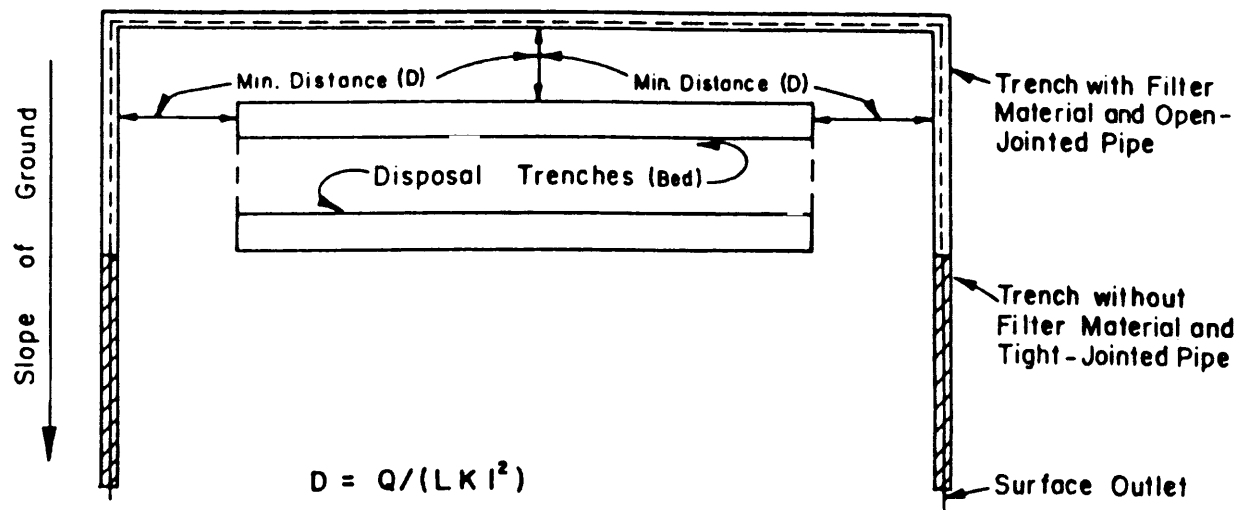 Slope of Ground
Min. Distance (D)
Min. Distance (D)
Disposal Trenches (Bed)
Trench with Filter
Material and Open-
Jointed Pipe
Trench without
Filter Material and
Tight-Jointed Pipe
D = Q/(L K I²)
Surface Outlet